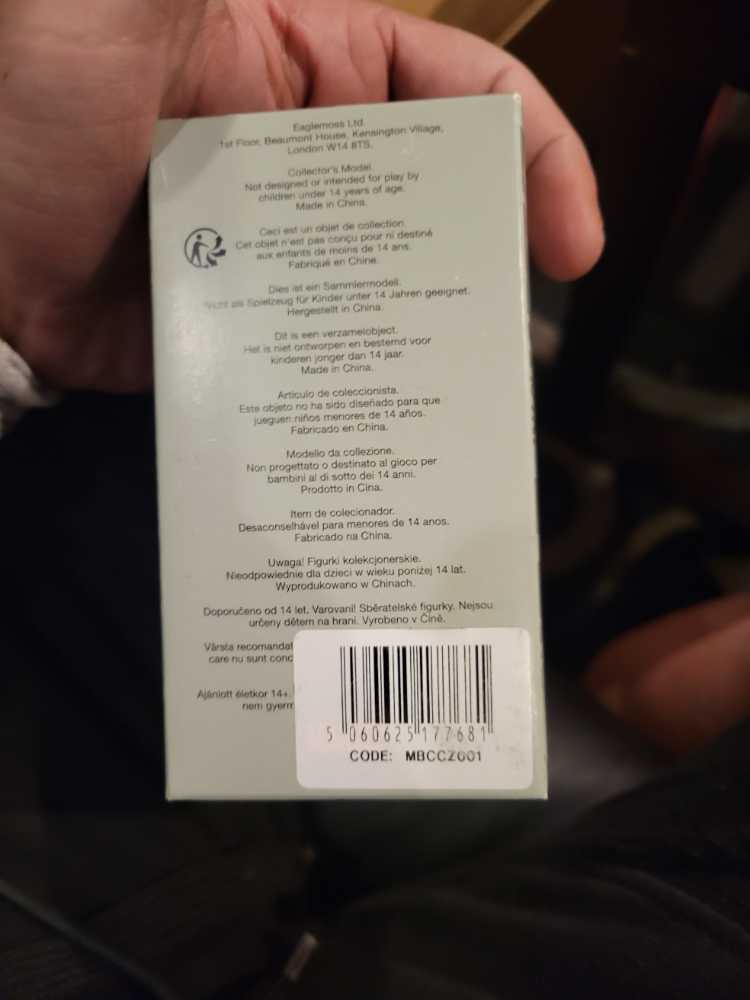 Eaglemoss Ltd.
1st Floor, Beaumont House, Kensington Village,
London W14 8TS.
Collector's Model.
Not designed or intended for play by
children under 14 years of age.
Made in China.
Ceci est un objet de collection.
Cet objet n'est pas conçu pour ni destiné
aux enfants de moins de 14 ans.
Fabriqué en Chine.
Dies ist ein Sammlermodell.
Nicht als Spielzeug für Kinder unter 14 Jahren geeignet.
Hergestellt in China.
Dit is een verzamelobject.
Het is niet ontworpen en bestemd voor
kinderen jonger dan 14 jaar.
Made in China.
Artículo de coleccionista.
Este objeto no ha sido diseñado para que
jueguen niños menores de 14 años.
Fabricado en China.
Modello da collezione.
Non progettato o destinato al gioco per
bambini al di sotto dei 14 anni.
Prodotto in Cina.
Item de colecionador.
Desaconselhável para menores de 14 anos.
Fabricado na China.
Uwaga! Figurki kolekcjonerskie.
Nieodpowiednie dla dzieci w wieku poniżej 14 lat.
Wyprodukowano w Chinach.
Doporučeno od 14 let. Varovani! Sběratelské figurky. Nejsou
určeny dětem na hraní. Vyrobeno v Číně.
Vârsta recomandat
care nu sunt conc
Ajánlott életkor 14+.
nem gyerm
5 060625 177681
CODE: MBCCZ001